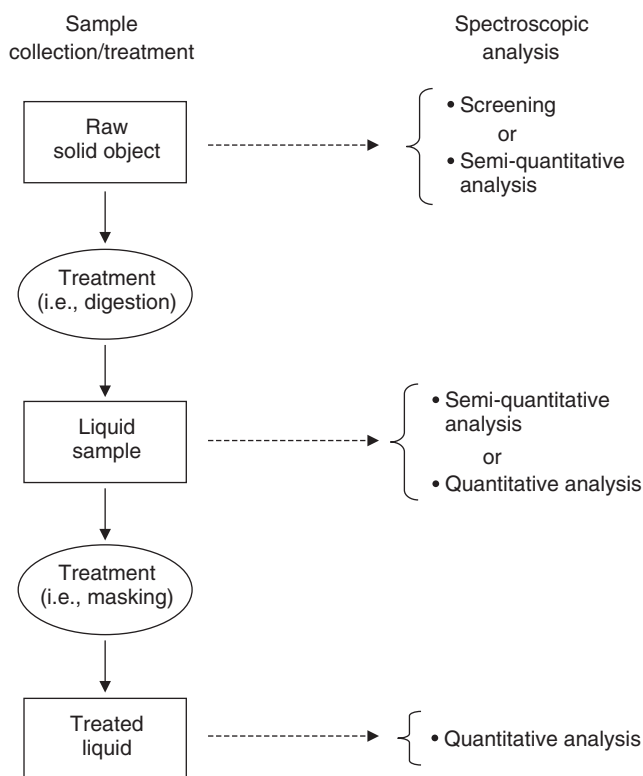 Sample
collection/treatment
Spectroscopic
analysis
Raw
solid object
• Screening
or
• Semi-quantitative
analysis
Treatment
(i.e., digestion)
Liquid
sample
• Semi-quantitative
analysis
or
• Quantitative analysis
Treatment
(i.e., masking)
Treated
liquid
• Quantitative analysis